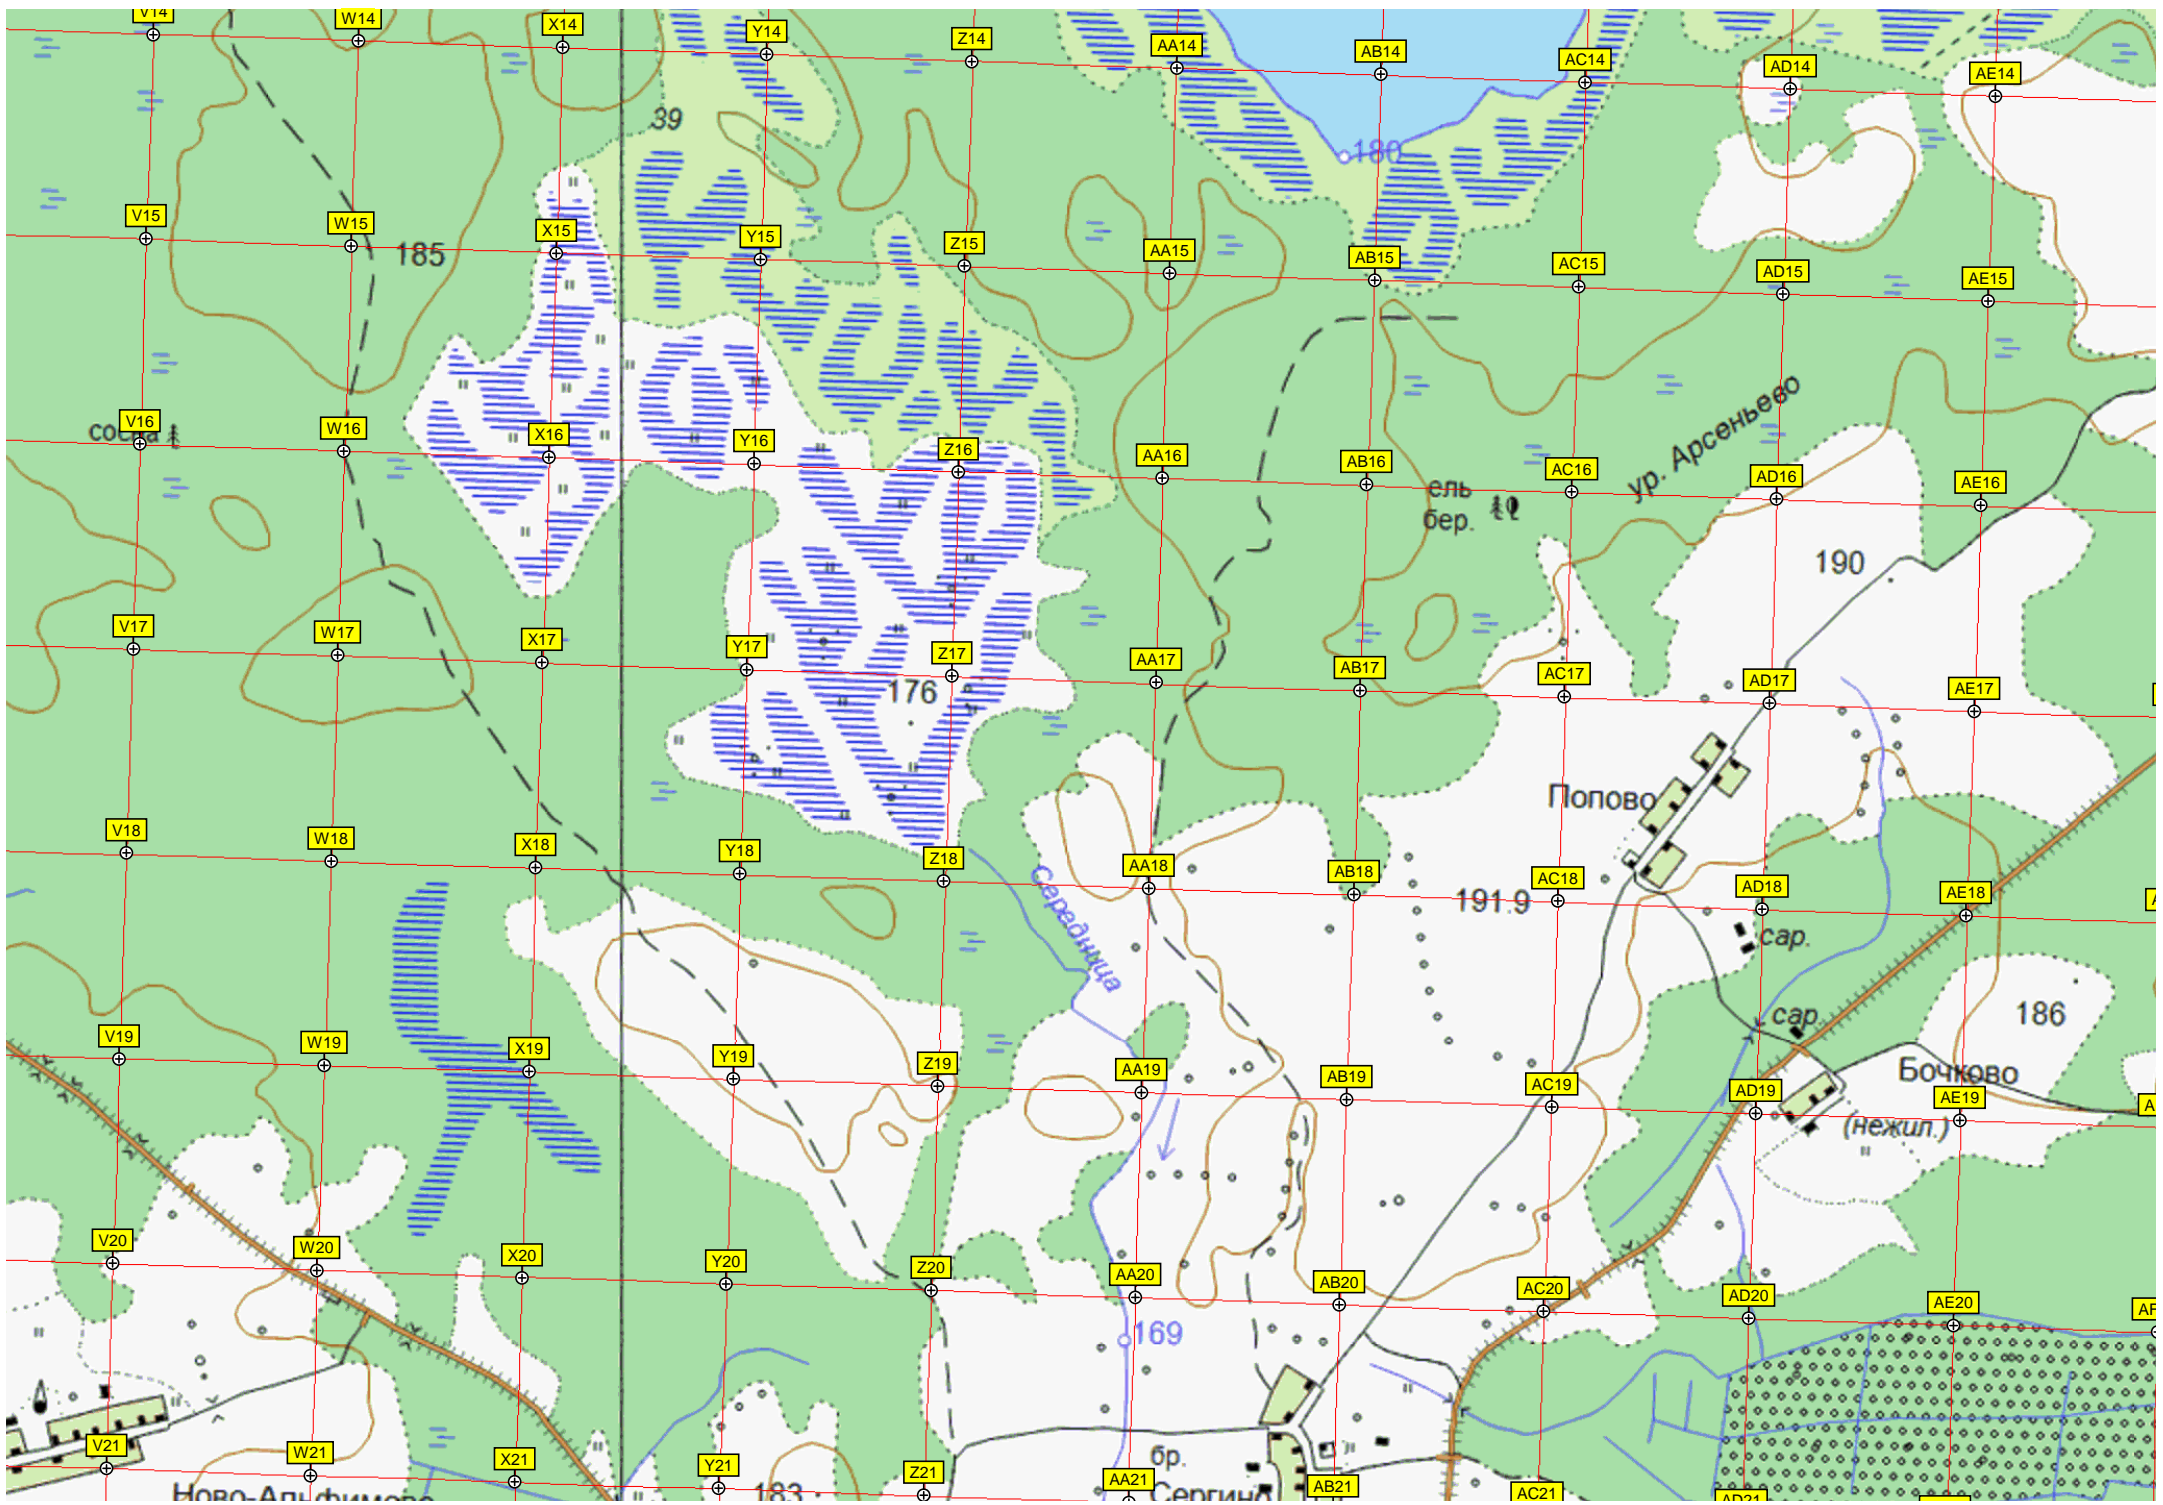 V14 W14 X14 Y14 Z14 AA14 AB14 AC14 AD14 AE14
39
180
V15 W15 X15 Y15 Z15 AA15 AB15 AC15 AD15 AE15
185
ур. Арсеньево
V16 W16 X16 Y16 Z16 AA16 AB16 AC16 AD16 AE16
ель
бер.
190
V17 W17 X17 Y17 Z17 AA17 AB17 AC17 AD17 AE17
176
Попово
V18 W18 X18 Y18 Z18 AA18 AB18 AC18 AD18 AE18
191.9
Середница
сар.
сар.
186
V19 W19 X19 Y19 Z19 AA19 AB19 AC19 AD19 AE19
Бочково
(нежил.)
V20 W20 X20 Y20 Z20 AA20 AB20 AC20 AD20 AE20
169
V21 W21 X21 Y21 Z21 AA21 AB21 AC21 AD21
бр.
Сергино
183
Ново-Альфимово